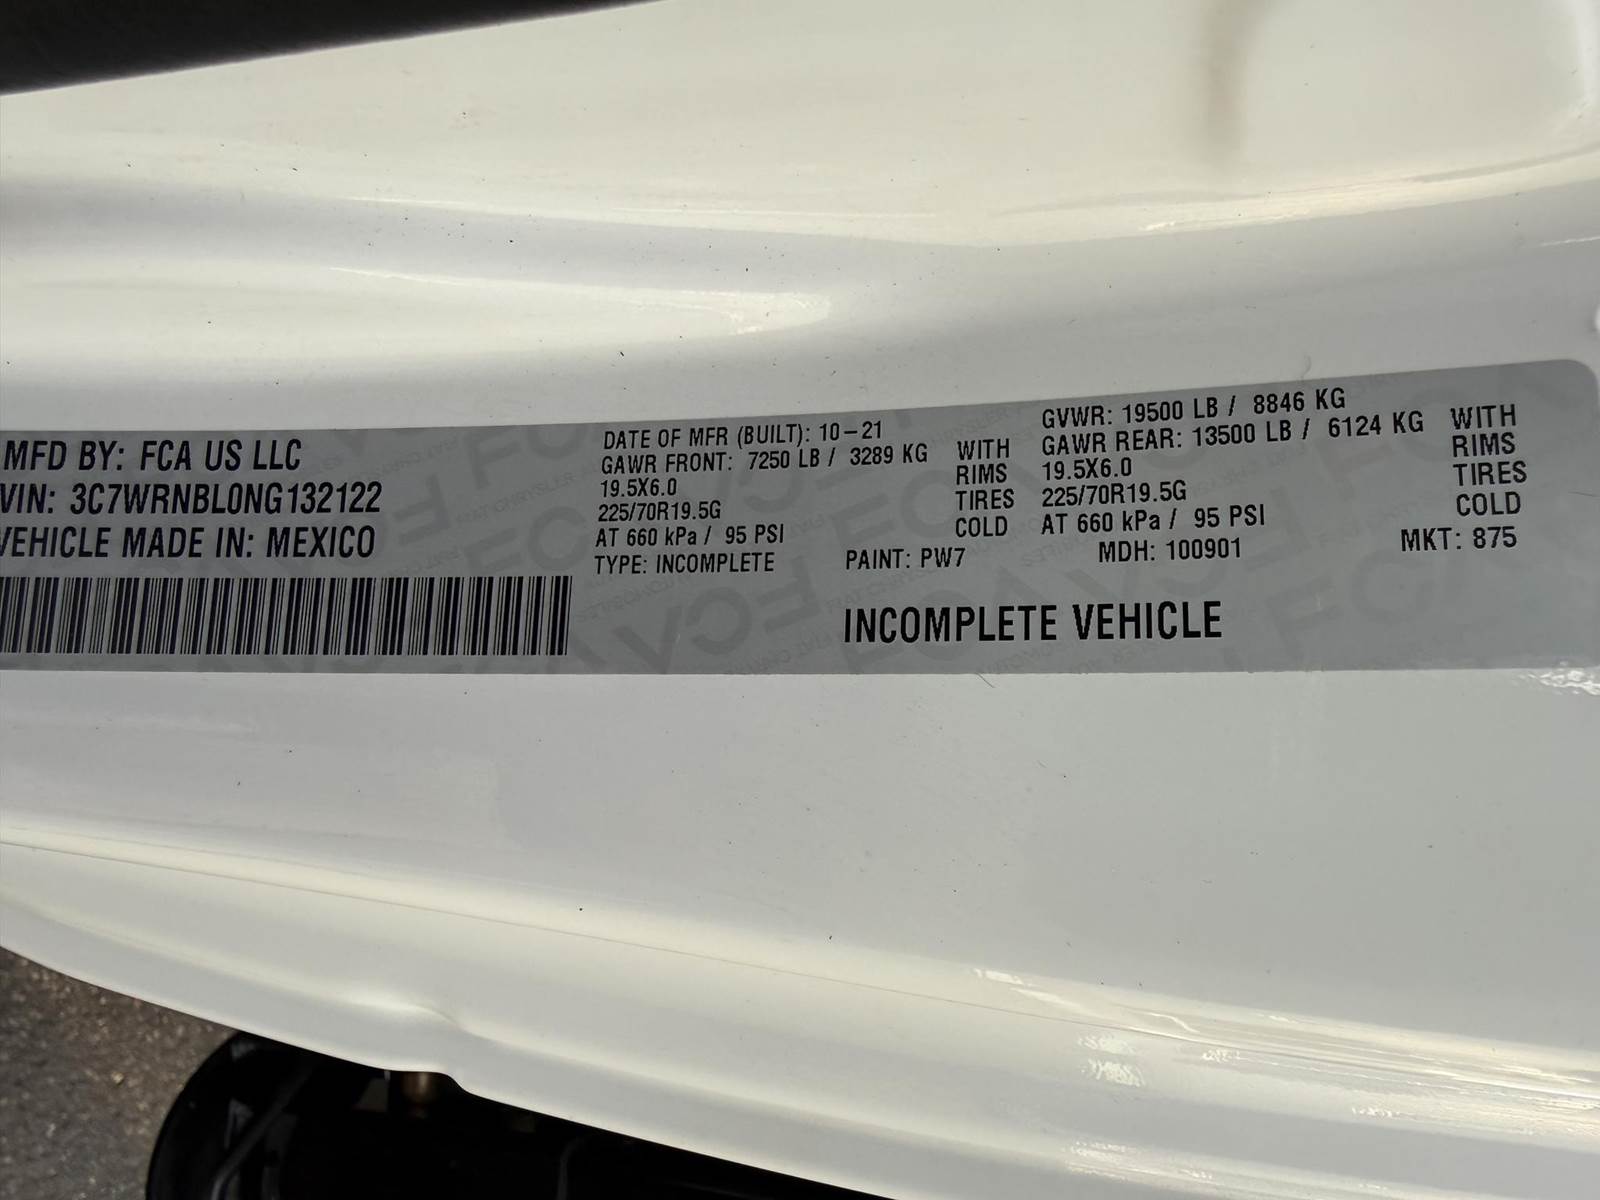 MFD BY: FCA US LLC
VIN: 3C7WRNBL0NG132122
VEHICLE MADE IN: MEXICO
DATE OF MFR (BUILT): 10-21
GAWR FRONT: 7250 LB / 3289 KG WITH
19.5X6.0 RIMS
225/70R19.5G TIRES
AT 660 kPa / 95 PSI COLD
TYPE: INCOMPLETE
GVWR: 19500 LB / 8846 KG
GAWR REAR: 13500 LB / 6124 KG WITH
19.5X6.0 RIMS
225/70R19.5G TIRES
AT 660 kPa / 95 PSI COLD
PAINT: PW7 MDH: 100901 MKT: 875
INCOMPLETE VEHICLE